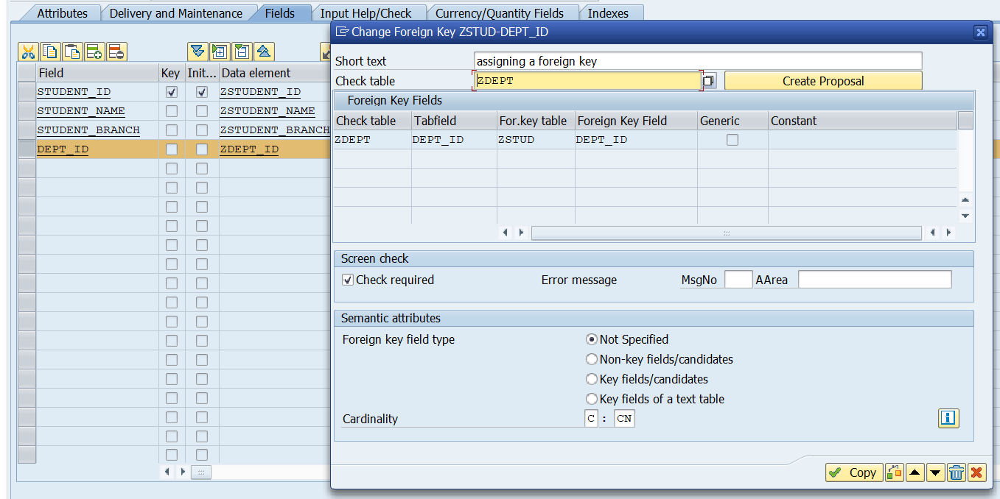 Attributes Delivery and Maintenance Fields Input Help/Check Currency/Quantity Fields Indexes
Change Foreign Key ZSTUD-DEPT_ID
Short text assigning a foreign key
Check table ZDEPT Create Proposal
Foreign Key Fields
Check table Tabfield For.key table Foreign Key Field Generic Constant
ZDEPT DEPT_ID ZSTUD DEPT_ID
Screen check
Check required Error message MsgNo AArea
Semantic attributes
Foreign key field type Not Specified
Non-key fields/candidates
Key fields/candidates
Key fields of a text table
Cardinality C : CN
Copy
Field Key Init... Data element
STUDENT_ID ZSTUDENT_ID
STUDENT_NAME ZSTUDENT_NAME
STUDENT_BRANCH ZSTUDENT_BRANCH
DEPT_ID ZDEPT_ID